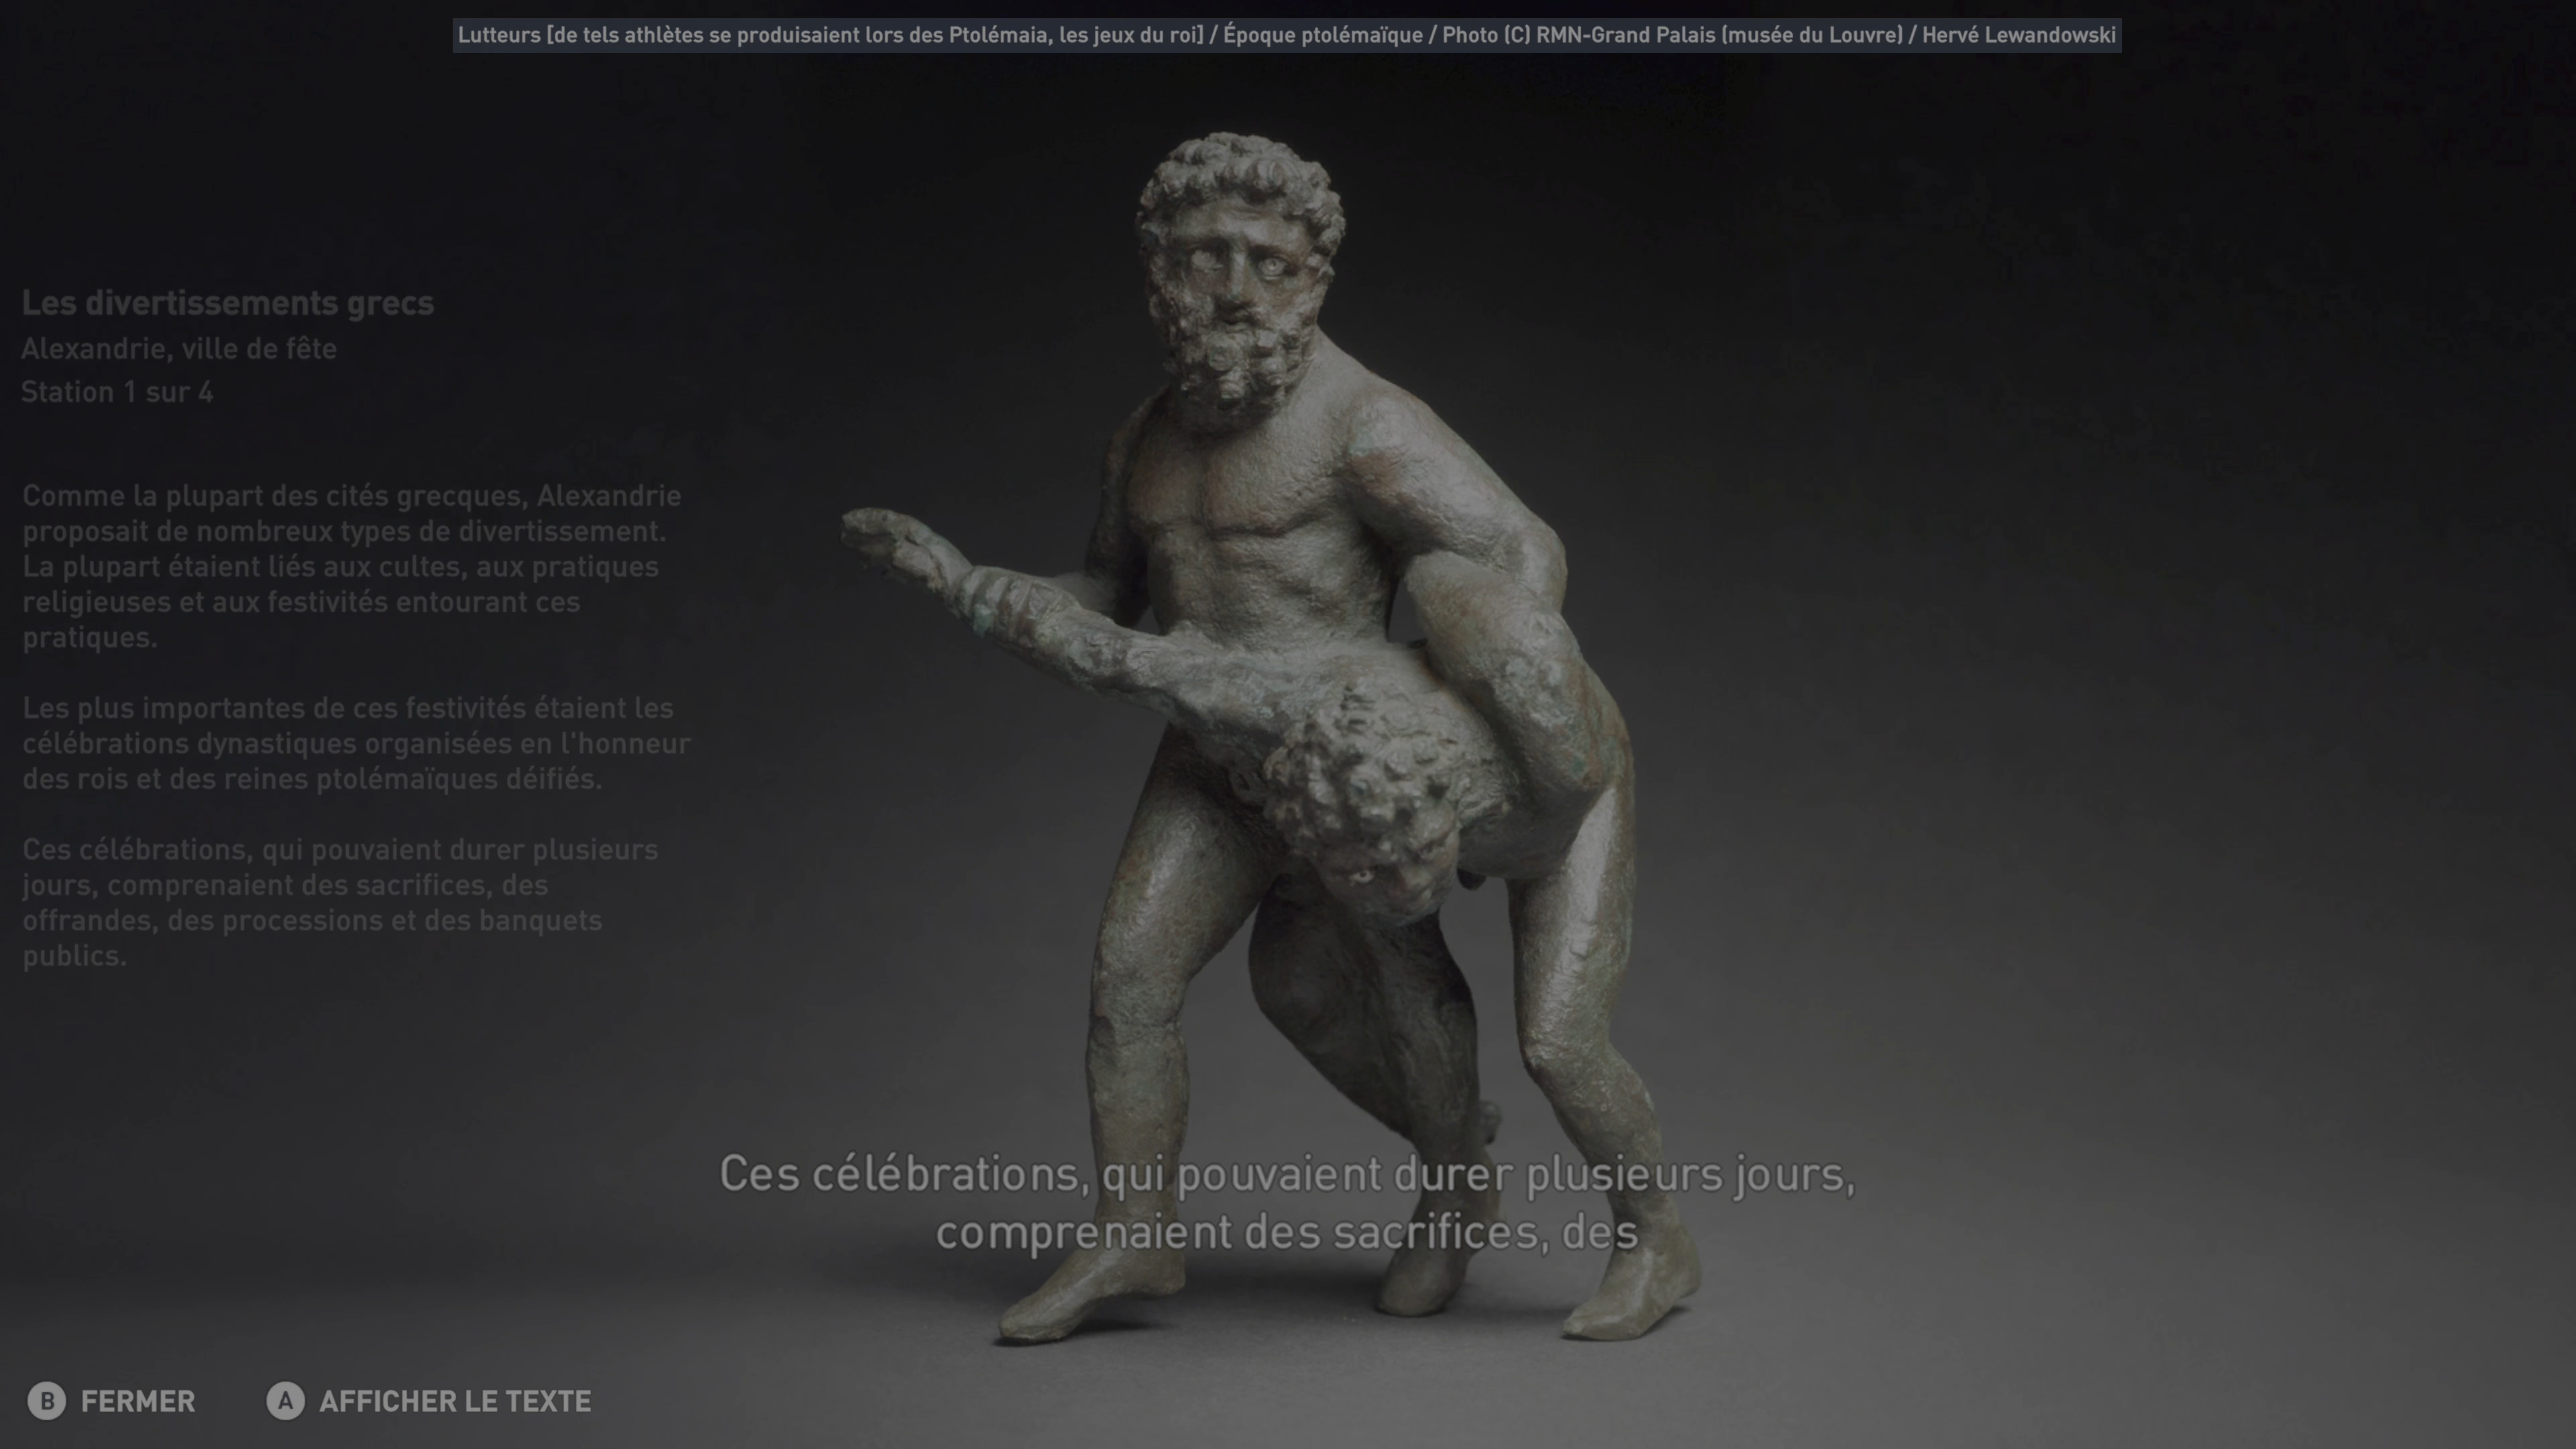 Lutteurs [de tels athlètes se produisaient lors des Ptolémaia, les jeux du roi] / Époque ptolémaïque / Photo (C) RMN-Grand Palais (musée du Louvre) / Hervé Lewandowski
Les divertissements grecs
Alexandrie, ville de fête
Station 1 sur 4
Comme la plupart des cités grecques, Alexandrie
proposait de nombreux types de divertissement.
La plupart étaient liés aux cultes, aux pratiques
religieuses et aux festivités entourant ces
pratiques.
Les plus importantes de ces festivités étaient les
célébrations dynastiques organisées en l'honneur
des rois et des reines ptolémaïques déifiés.
Ces célébrations, qui pouvaient durer plusieurs
jours, comprenaient des sacrifices, des
offrandes, des processions et des banquets
publics.
Ces célébrations, qui pouvaient durer plusieurs jours,
comprenaient des sacrifices, des
B FERMER A AFFICHER LE TEXTE